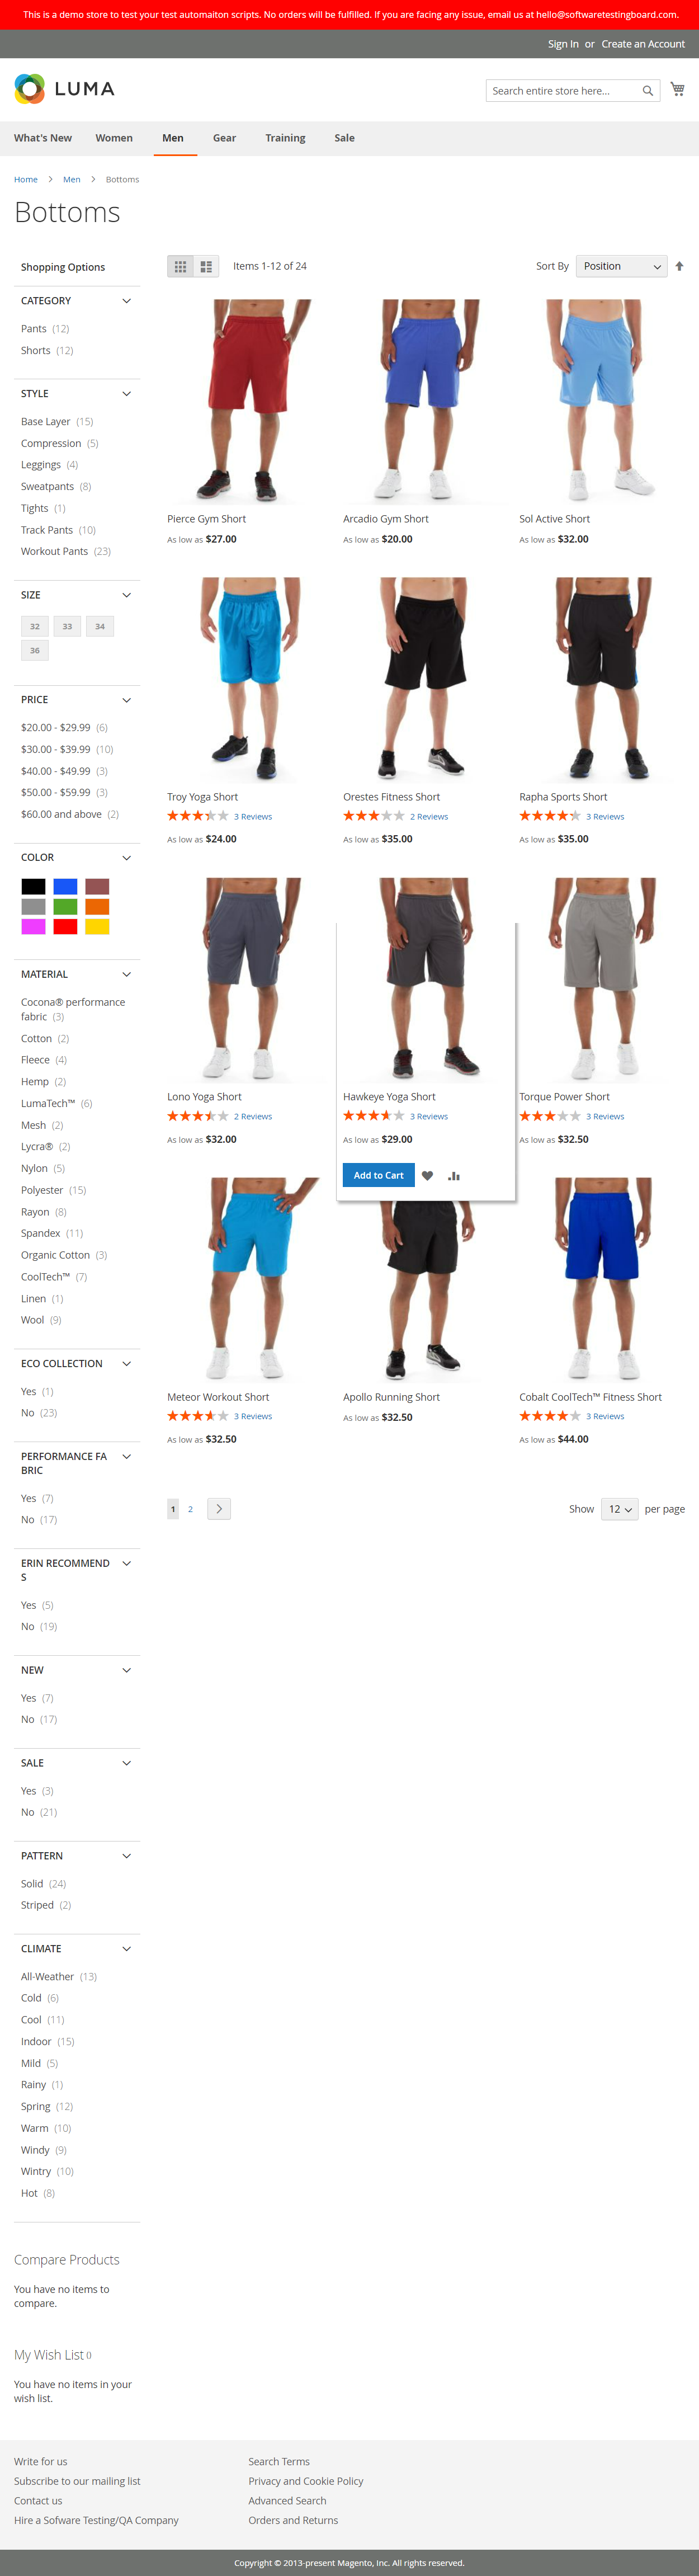 This is a demo store to test your test automaiton scripts. No orders will be fulfilled. If you are facing any issue, email us at hello@softwaretestingboard.com.
Sign In or Create an Account
LUMA
Search entire store here...
What's New Women Men Gear Training Sale
Home Men Bottoms
Bottoms
Shopping Options
CATEGORY
Pants (12)
Shorts (12)
STYLE
Base Layer (15)
Compression (5)
Leggings (4)
Sweatpants (8)
Tights (1)
Track Pants (10)
Workout Pants (23)
SIZE
32 33 34
36
PRICE
$20.00 - $29.99 (6)
$30.00 - $39.99 (10)
$40.00 - $49.99 (3)
$50.00 - $59.99 (3)
$60.00 and above (2)
COLOR
MATERIAL
Cocona® performance
fabric (3)
Cotton (2)
Fleece (4)
Hemp (2)
LumaTech™ (6)
Mesh (2)
Lycra® (2)
Nylon (5)
Polyester (15)
Rayon (8)
Spandex (11)
Organic Cotton (3)
CoolTech™ (7)
Linen (1)
Wool (9)
ECO COLLECTION
Yes (1)
No (23)
PERFORMANCE FA
BRIC
Yes (7)
No (17)
ERIN RECOMMEND
S
Yes (5)
No (19)
NEW
Yes (7)
No (17)
SALE
Yes (3)
No (21)
PATTERN
Solid (24)
Striped (2)
CLIMATE
All-Weather (13)
Cold (6)
Cool (11)
Indoor (15)
Mild (5)
Rainy (1)
Spring (12)
Warm (10)
Windy (9)
Wintry (10)
Hot (8)
Compare Products
You have no items to
compare.
My Wish List ()
You have no items in your
wish list.
Items 1-12 of 24
Sort By Position
Pierce Gym Short
As low as $27.00
Arcadio Gym Short
As low as $20.00
Sol Active Short
As low as $32.00
Troy Yoga Short
3 Reviews
As low as $24.00
Orestes Fitness Short
2 Reviews
As low as $35.00
Rapha Sports Short
3 Reviews
As low as $35.00
Lono Yoga Short
2 Reviews
As low as $32.00
Hawkeye Yoga Short
3 Reviews
As low as $29.00
Add to Cart
Torque Power Short
3 Reviews
As low as $32.50
Meteor Workout Short
3 Reviews
As low as $32.50
Apollo Running Short
As low as $32.50
Cobalt CoolTech™ Fitness Short
3 Reviews
As low as $44.00
1 2
Show 12 per page
Write for us
Subscribe to our mailing list
Contact us
Hire a Sofware Testing/QA Company
Search Terms
Privacy and Cookie Policy
Advanced Search
Orders and Returns
Copyright © 2013-present Magento, Inc. All rights reserved.